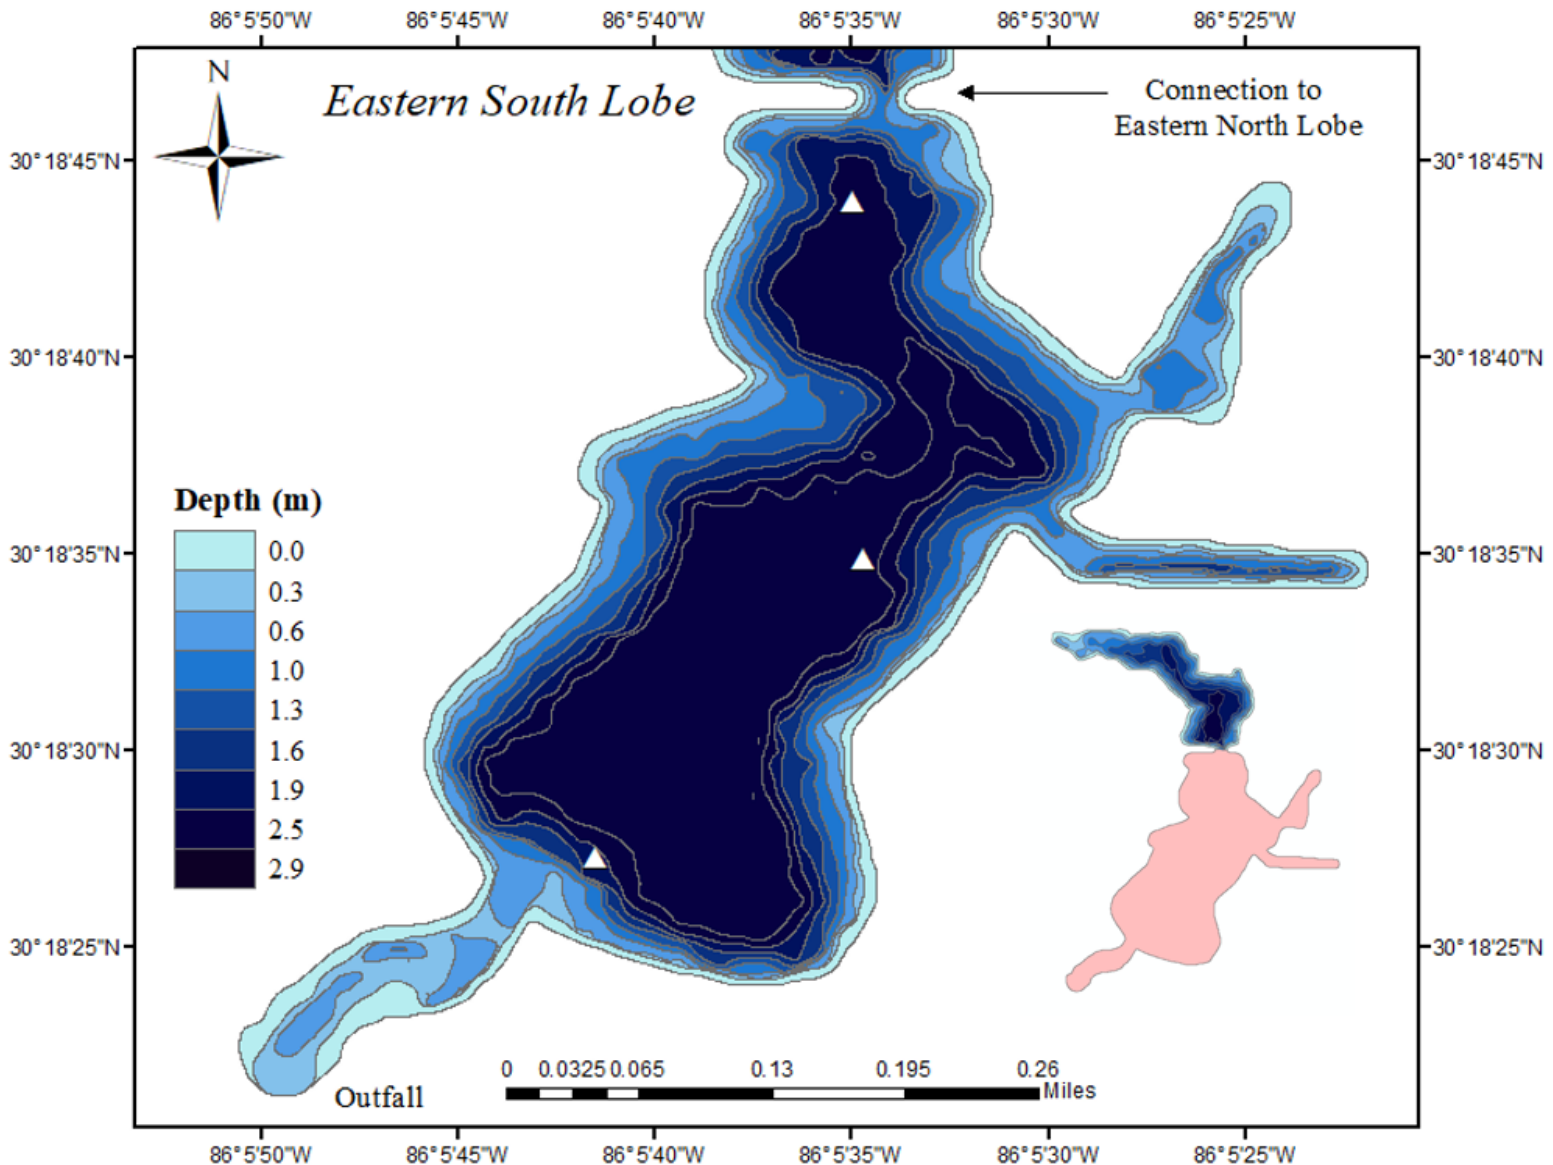 86°5'50"W 86°5'45"W 86°5'40"W 86°5'35"W 86°5'30"W 86°5'25"W
N
Eastern South Lobe
Connection to
Eastern North Lobe
30°18'45"N 30°18'45"N
30°18'40"N 30°18'40"N
Depth (m)
0.0
0.3
0.6
1.0
1.3
1.6
1.9
2.5
2.9
30°18'35"N 30°18'35"N
30°18'30"N 30°18'30"N
30°18'25"N 30°18'25"N
Outfall
0 0.0325 0.065 0.13 0.195 0.26
Miles
86°5'50"W 86°5'45"W 86°5'40"W 86°5'35"W 86°5'30"W 86°5'25"W